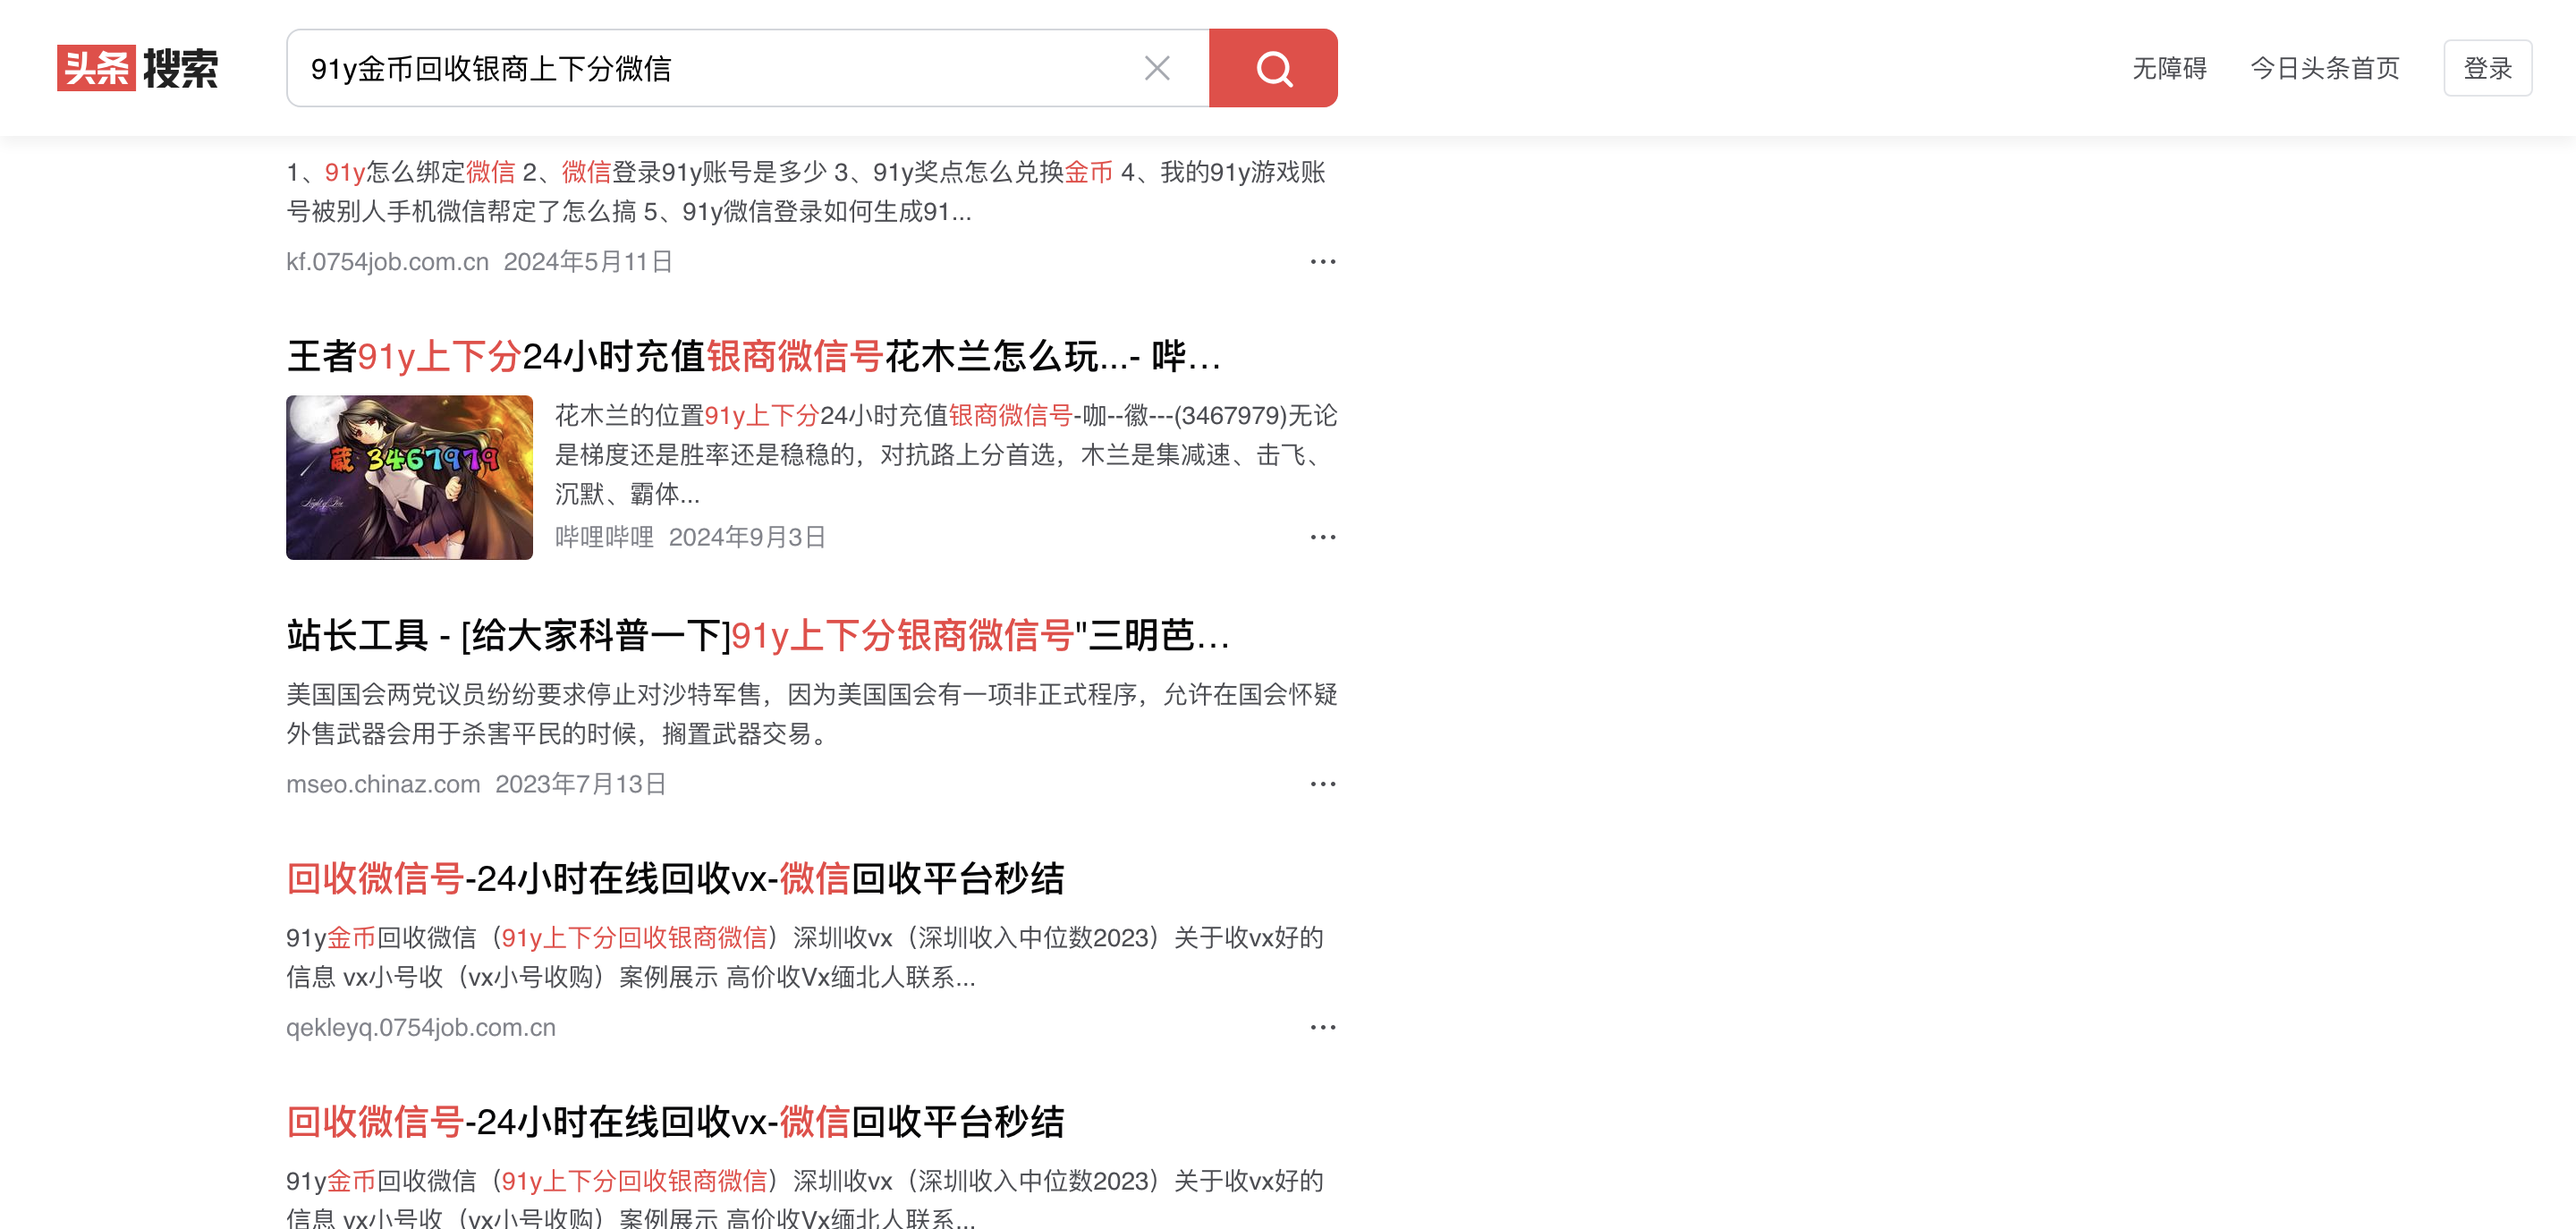 头条搜索
91y金币回收银商上下分微信
无障碍
今日头条首页
登录
1、91y怎么绑定微信 2、微信登录91y账号是多少 3、91y奖点怎么兑换金币 4、我的91y游戏账
号被别人手机微信帮定了怎么搞 5、91y微信登录如何生成91...
kf.0754job.com.cn 2024年5月11日
王者91y上下分24小时充值银商微信号花木兰怎么玩...- 哔...
蔵 3467979
花木兰的位置91y上下分24小时充值银商微信号-咖--徽---(3467979)无论
是梯度还是胜率还是稳稳的，对抗路上分首选，木兰是集减速、击飞、
沉默、霸体...
哔哩哔哩 2024年9月3日
站长工具 - [给大家科普一下]91y上下分银商微信号"三明芭...
美国国会两党议员纷纷要求停止对沙特军售，因为美国国会有一项非正式程序，允许在国会怀疑
外售武器会用于杀害平民的时候，搁置武器交易。
mseo.chinaz.com 2023年7月13日
回收微信号-24小时在线回收vx-微信回收平台秒结
91y金币回收微信（91y上下分回收银商微信）深圳收vx（深圳收入中位数2023）关于收vx好的
信息 vx小号收（vx小号收购）案例展示 高价收Vx缅北人联系...
qekleyq.0754job.com.cn
回收微信号-24小时在线回收vx-微信回收平台秒结
91y金币回收微信（91y上下分回收银商微信）深圳收vx（深圳收入中位数2023）关于收vx好的
信息 vx小号收（vx小号收购）案例展示 高价收Vx缅北人联系...